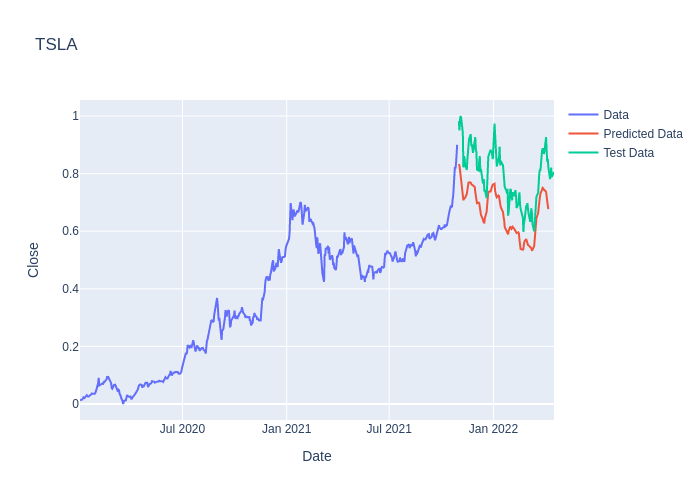 TSLA
1
0.8
0.6
0.4
0.2
0
Close
Jul 2020
Jan 2021
Jul 2021
Jan 2022
Date
Data
Predicted Data
Test Data